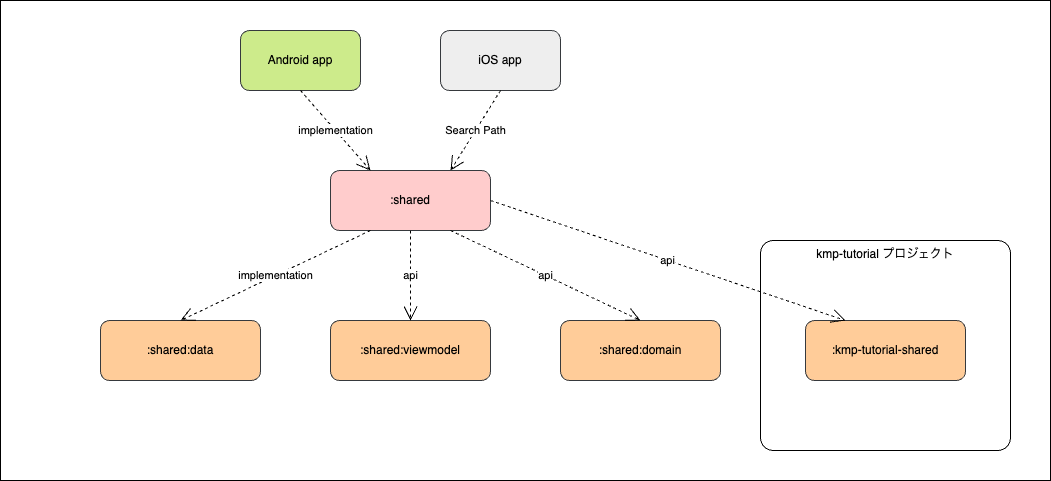 Android app
iOS app
implementation
Search Path
:shared
kmp-tutorial プロジェクト
api
implementation
api
api
:shared:data
:shared:viewmodel
:shared:domain
:kmp-tutorial-shared